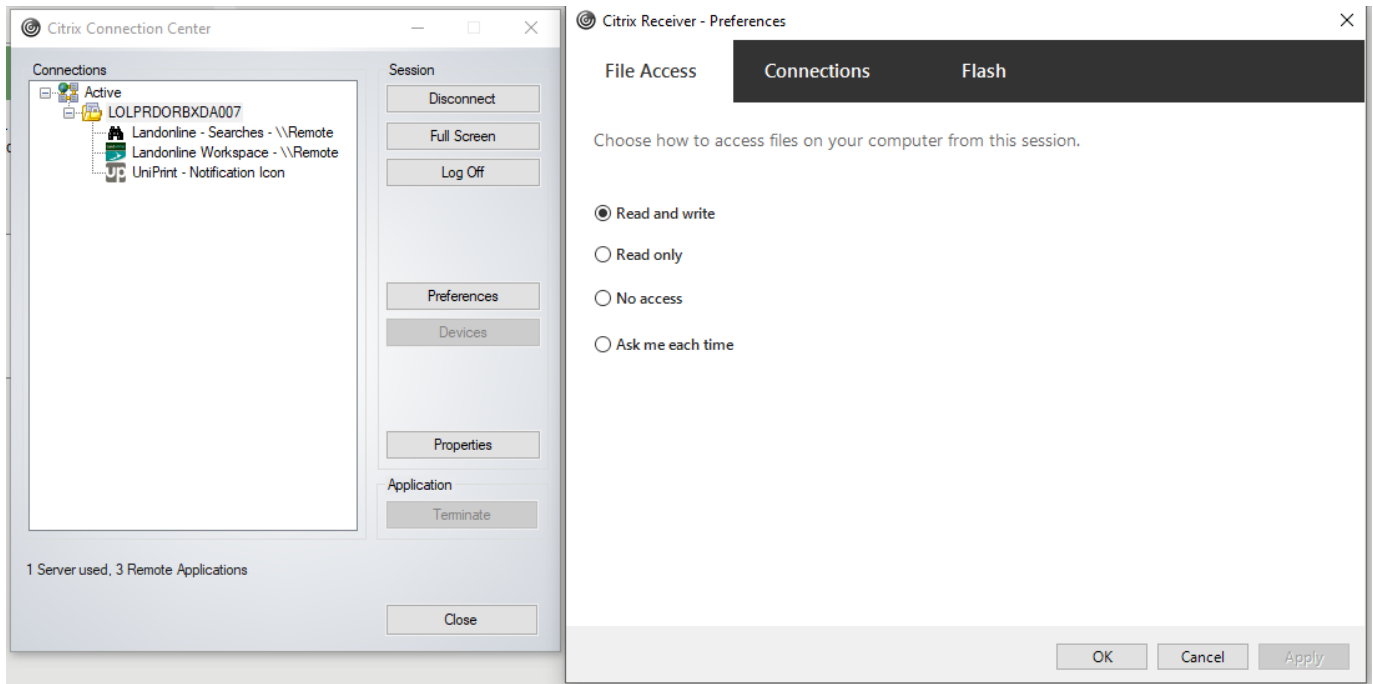 Citrix Connection Center
Connections
Active
LOLPRDORBXDA007
Landonline - Searches - \\Remote
Landonline Workspace - \\Remote
up
UniPrint - Notification Icon
1 Server used, 3 Remote Applications
Session
Disconnect
Full Screen
Log Off
Preferences
Devices
Properties
Application
Terminate
Close
Citrix Receiver - Preferences
File Access Connections Flash
Choose how to access files on your computer from this session.
Read and write
Read only
No access
Ask me each time
OK Cancel Apply